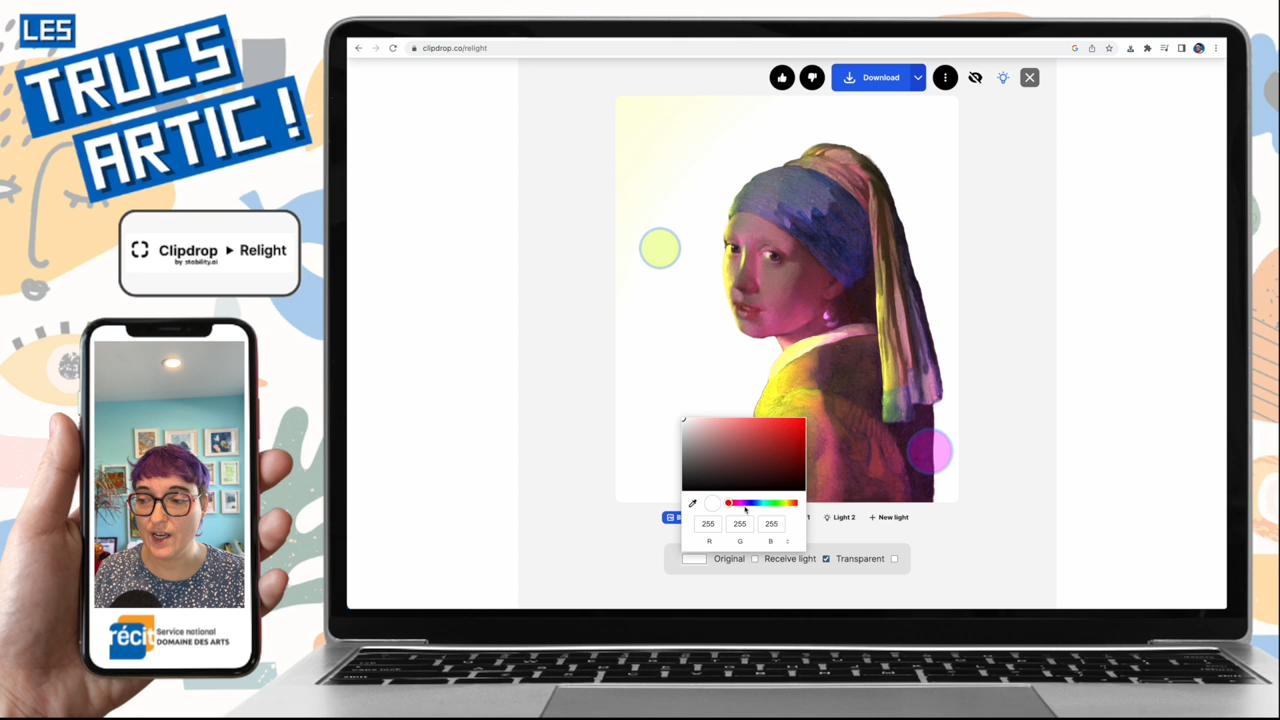 LES
TRUCS
ARTIC !
Clipdrop ▸ Relight
by stability.ai
récit
Service national
DOMAINE DES ARTS
clipdrop.co/relight
G
Download
B
1
Light 2
+ New light
255
255
255
R
G
B
Original
Receive light
Transparent